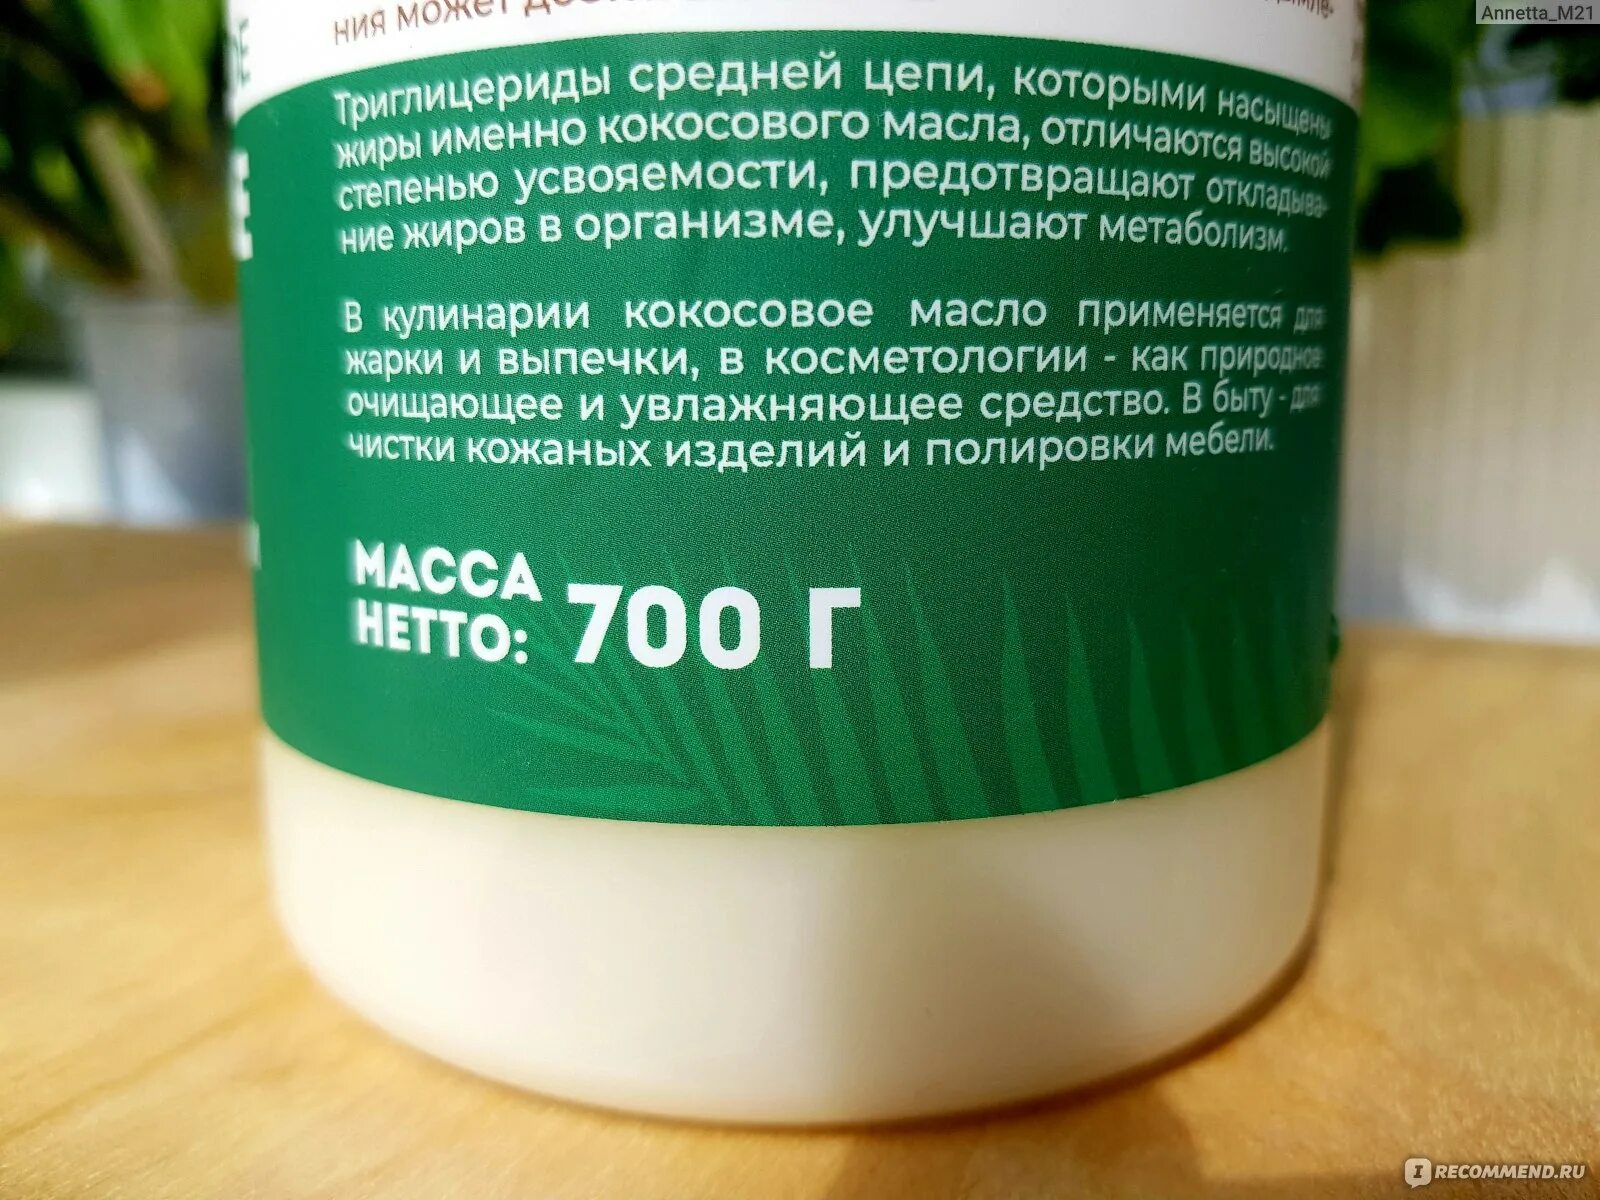 Annetta_M21
ния может
Триглицериды средней цепи, которыми насыщены
жиры именно кокосового масла, отличаются высокой
степенью усвояемости, предотвращают откладыва-
ние жиров в организме, улучшают метаболизм.
В кулинарии кокосовое масло применяется для
жарки и выпечки, в косметологии - как природное
очищающее и увлажняющее средство. В быту - для
чистки кожаных изделий и полировки мебели.
МАССА
НЕТТО: 700 Г
IRECOMMEND.RU